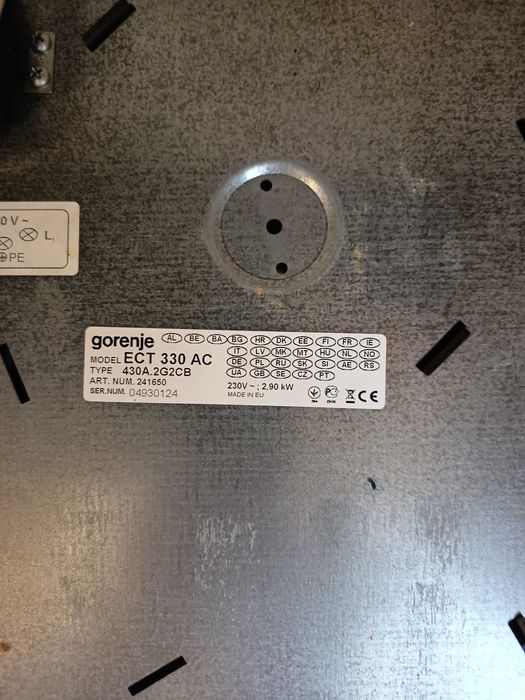 0 V ~
L
PE
gorenje
AL BE BA BG HR DK EE FI FR IE
MODEL ECT 330 AC
IT LV MK MT HU NL NO
TYPE 430A.2G2CB
DE PL RU SK SI AE RS
ART. NUM. 241650
UA GB SE CZ PT
SER.NUM. 04930124
230V ~ ; 2,90 kW
MADE IN EU
CE